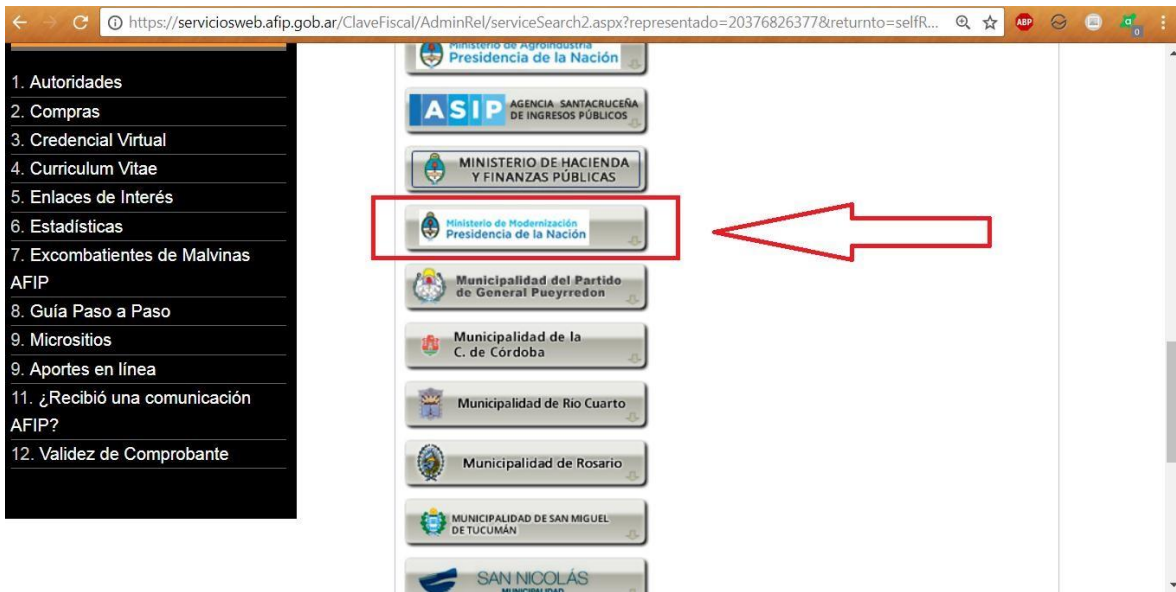 https://serviciosweb.afip.gob.ar/ClaveFiscal/AdminRel/serviceSearch2.aspx?representado=20376826377&returnto=selfR...
ABP
a
0
1. Autoridades
2. Compras
3. Credencial Virtual
4. Curriculum Vitae
5. Enlaces de Interés
6. Estadísticas
7. Excombatientes de Malvinas
AFIP
8. Guía Paso a Paso
9. Micrositios
9. Aportes en línea
11. ¿Recibió una comunicación
AFIP?
12. Validez de Comprobante
Ministerio de Agroindustria
Presidencia de la Nación
ASIP
AGENCIA SANTACRUCEÑA
DE INGRESOS PÚBLICOS
MINISTERIO DE HACIENDA
Y FINANZAS PÚBLICAS
Ministerio de Modernización
Presidencia de la Nación
Municipalidad del Partido
de General Pueyrredon
Municipalidad de la
C. de Córdoba
Municipalidad de Rio Cuarto
Municipalidad de Rosario
MUNICIPALIDAD DE SAN MIGUEL
DE TUCUMÁN
SAN NICOLÁS
MUNICIPALIDAD